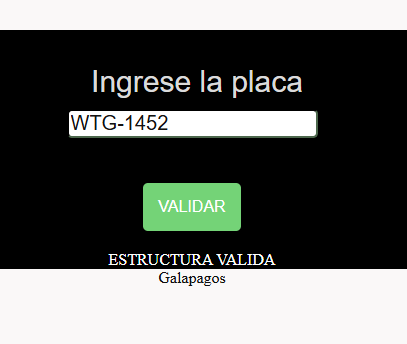 Ingrese la placa
WTG-1452
VALIDAR
ESTRUCTURA VALIDA
Galapagos